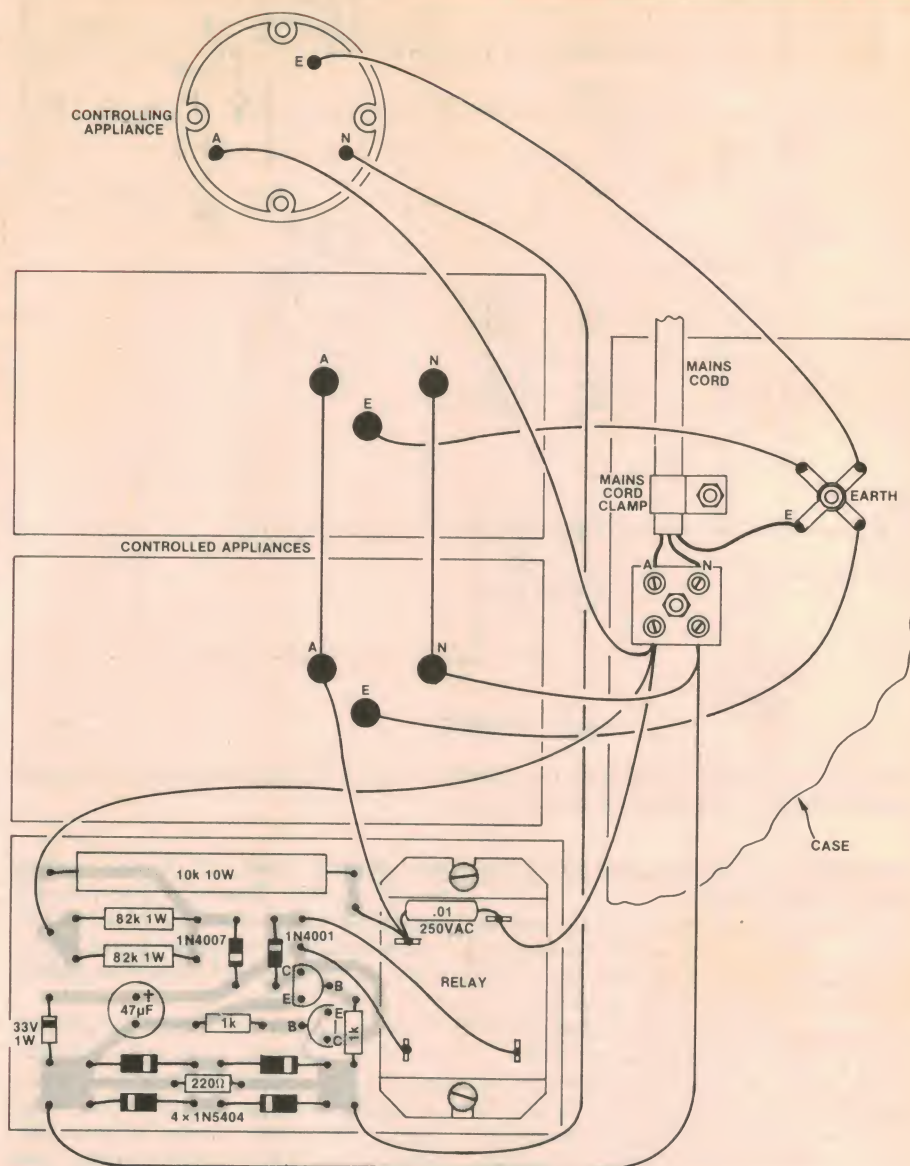 E
CONTROLLING
APPLIANCE
A
N
A
N
E
MAINS
CORD
MAINS
CORD
CLAMP
EARTH
E
A
N
CONTROLLED APPLIANCES
A
N
E
CASE
10k 10W
82k 1W
1N4007
1N4001
82k 1W
.01
250VAC
C
B
E
RELAY
47µF
+
33V
1W
1k
B
E
C
1k
220Ω
4 × 1N5404